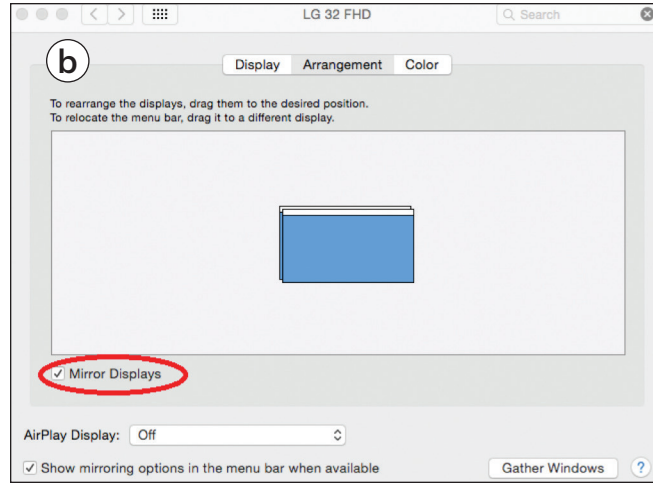 LG 32 FHD
Search
b
Display Arrangement Color
To rearrange the displays, drag them to the desired position.
To relocate the menu bar, drag it to a different display.
Mirror Displays
AirPlay Display: Off
Show mirroring options in the menu bar when available
Gather Windows ?